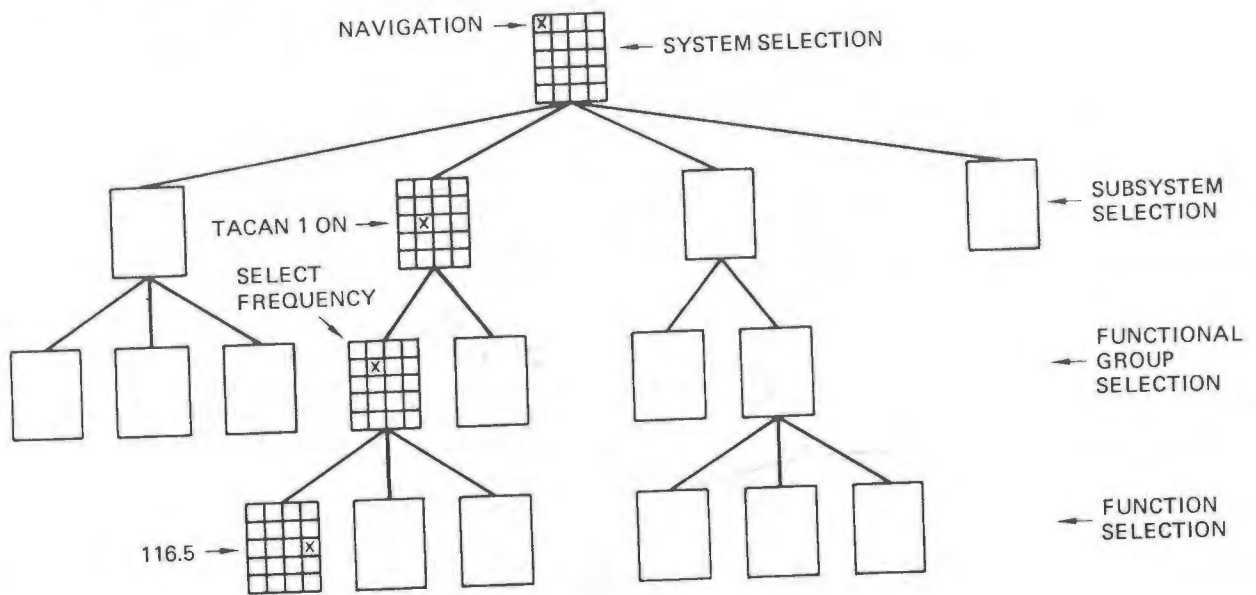 NAVIGATION
X
SYSTEM SELECTION
TACAN 1 ON
X
SUBSYSTEM
SELECTION
SELECT
FREQUENCY
X
FUNCTIONAL
GROUP
SELECTION
116.5
X
FUNCTION
SELECTION